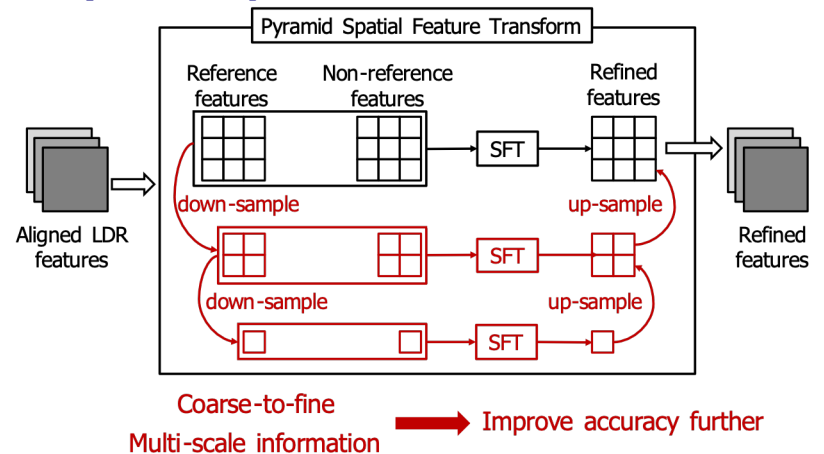 Pyramid Spatial Feature Transform
Reference
features
Non-reference
features
Refined
features
SFT
down-sample
up-sample
Aligned LDR
features
Refined
features
SFT
down-sample
up-sample
SFT
Coarse-to-fine
Multi-scale information
Improve accuracy further